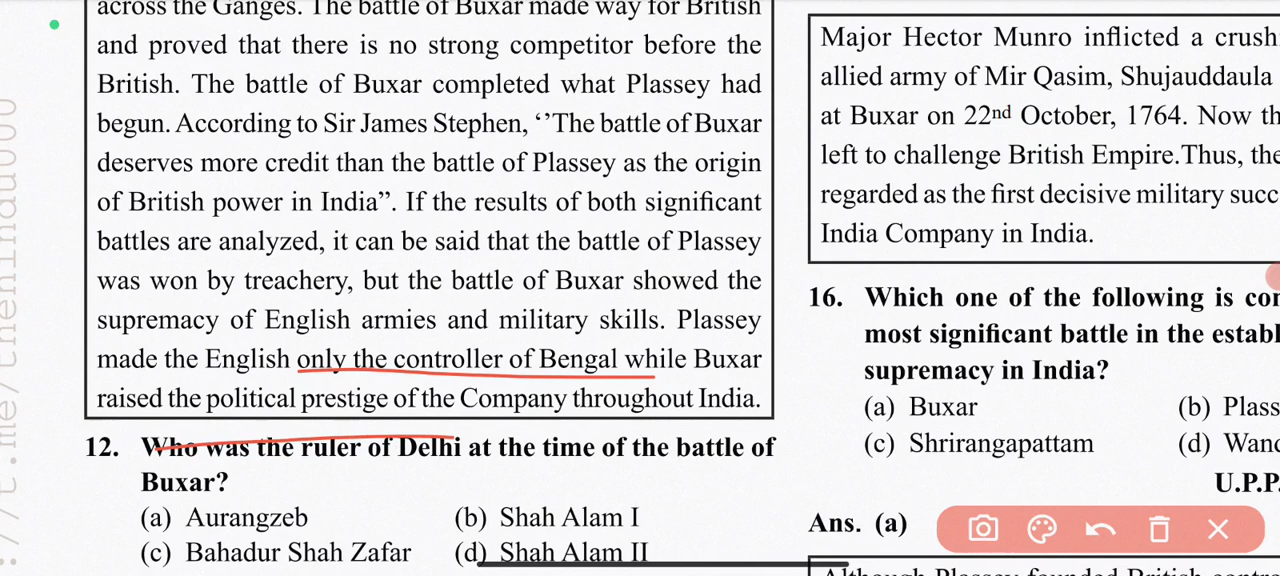 across the Ganges. The battle of Buxar made way for British
and proved that there is no strong competitor before the
British. The battle of Buxar completed what Plassey had
begun. According to Sir James Stephen, ‘’The battle of Buxar
deserves more credit than the battle of Plassey as the origin
of British power in India”. If the results of both significant
battles are analyzed, it can be said that the battle of Plassey
was won by treachery, but the battle of Buxar showed the
supremacy of English armies and military skills. Plassey
made the English only the controller of Bengal while Buxar
raised the political prestige of the Company throughout India.
12. Who was the ruler of Delhi at the time of the battle of
Buxar?
(a) Aurangzeb (b) Shah Alam I
(c) Bahadur Shah Zafar (d) Shah Alam II
Major Hector Munro inflicted a crush
allied army of Mir Qasim, Shujauddaula
at Buxar on 22nd October, 1764. Now th
left to challenge British Empire.Thus, the
regarded as the first decisive military succ
India Company in India.
16. Which one of the following is con
most significant battle in the establ
supremacy in India?
(a) Buxar (b) Plass
(c) Shrirangapattam (d) Wand
U.P.P.
Ans. (a)
Although Plassey founded British contr
://t.me/thehindu000